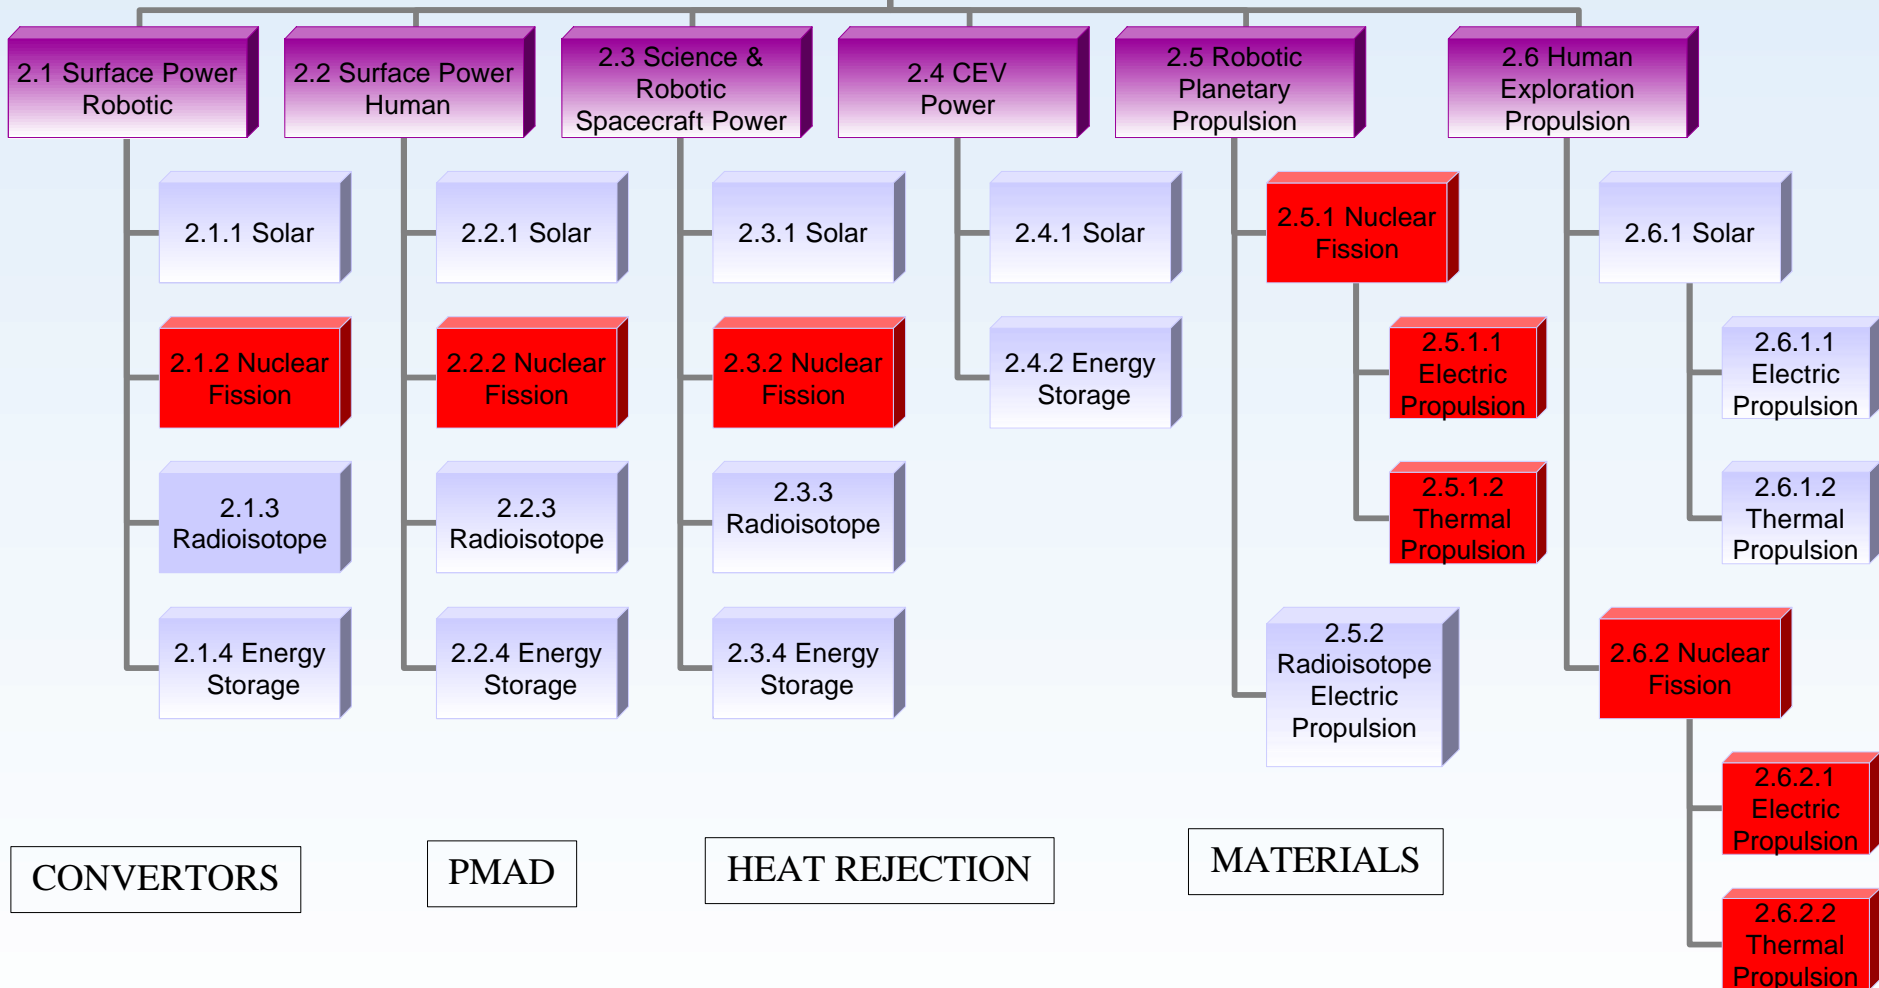 2.1 Surface Power
Robotic
2.2 Surface Power
Human
2.3 Science &
Robotic
Spacecraft Power
2.4 CEV
Power
2.5 Robotic
Planetary
Propulsion
2.6 Human
Exploration
Propulsion
2.1.1 Solar
2.2.1 Solar
2.3.1 Solar
2.4.1 Solar
2.5.1 Nuclear
Fission
2.6.1 Solar
2.1.2 Nuclear
Fission
2.2.2 Nuclear
Fission
2.3.2 Nuclear
Fission
2.4.2 Energy
Storage
2.5.1.1
Electric
Propulsion
2.6.1.1
Electric
Propulsion
2.1.3
Radioisotope
2.2.3
Radioisotope
2.3.3
Radioisotope
2.5.1.2
Thermal
Propulsion
2.6.1.2
Thermal
Propulsion
2.1.4 Energy
Storage
2.2.4 Energy
Storage
2.3.4 Energy
Storage
2.5.2
Radioisotope
Electric
Propulsion
2.6.2 Nuclear
Fission
2.6.2.1
Electric
Propulsion
2.6.2.2
Thermal
Propulsion
CONVERTORS
PMAD
HEAT REJECTION
MATERIALS